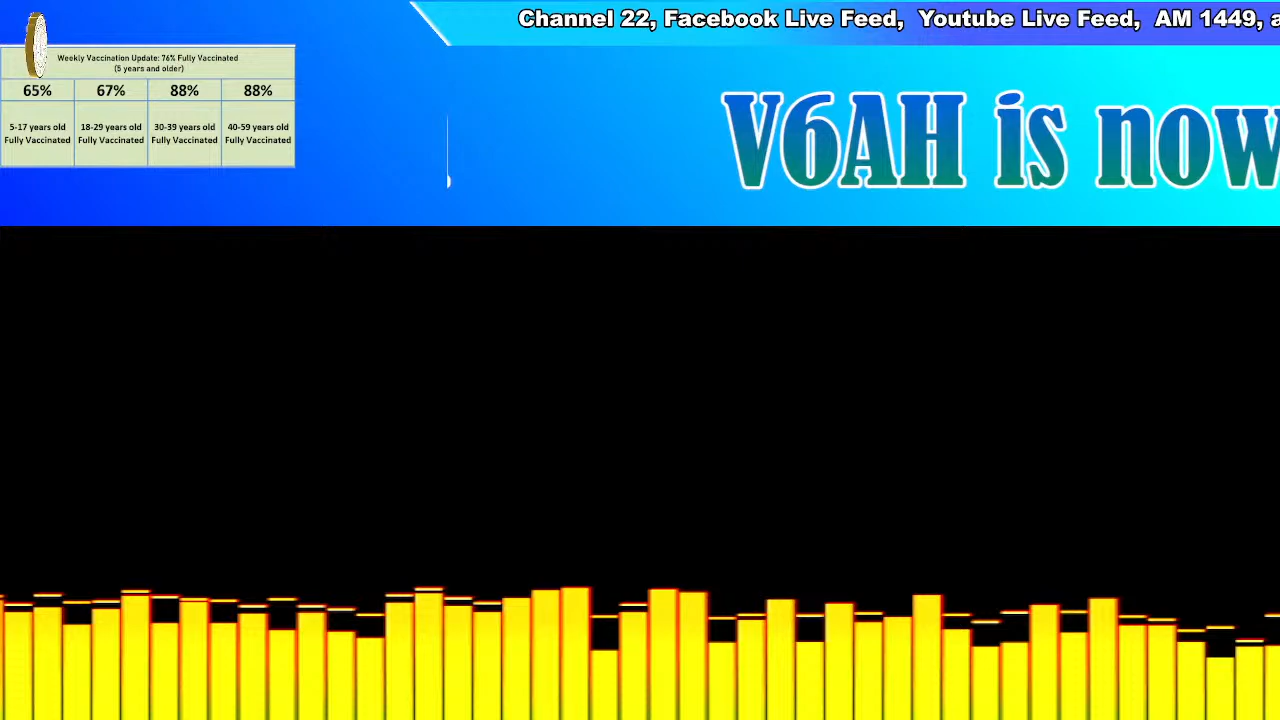 Channel 22, Facebook Live Feed, Youtube Live Feed, AM 1449, a
Weekly Vaccination Update: 76% Fully Vaccinated
(5 years and older)
65% 67% 88% 88%
5-17 years old 18-29 years old 30-39 years old 40-59 years old
Fully Vaccinated Fully Vaccinated Fully Vaccinated Fully Vaccinated
V6AH is now